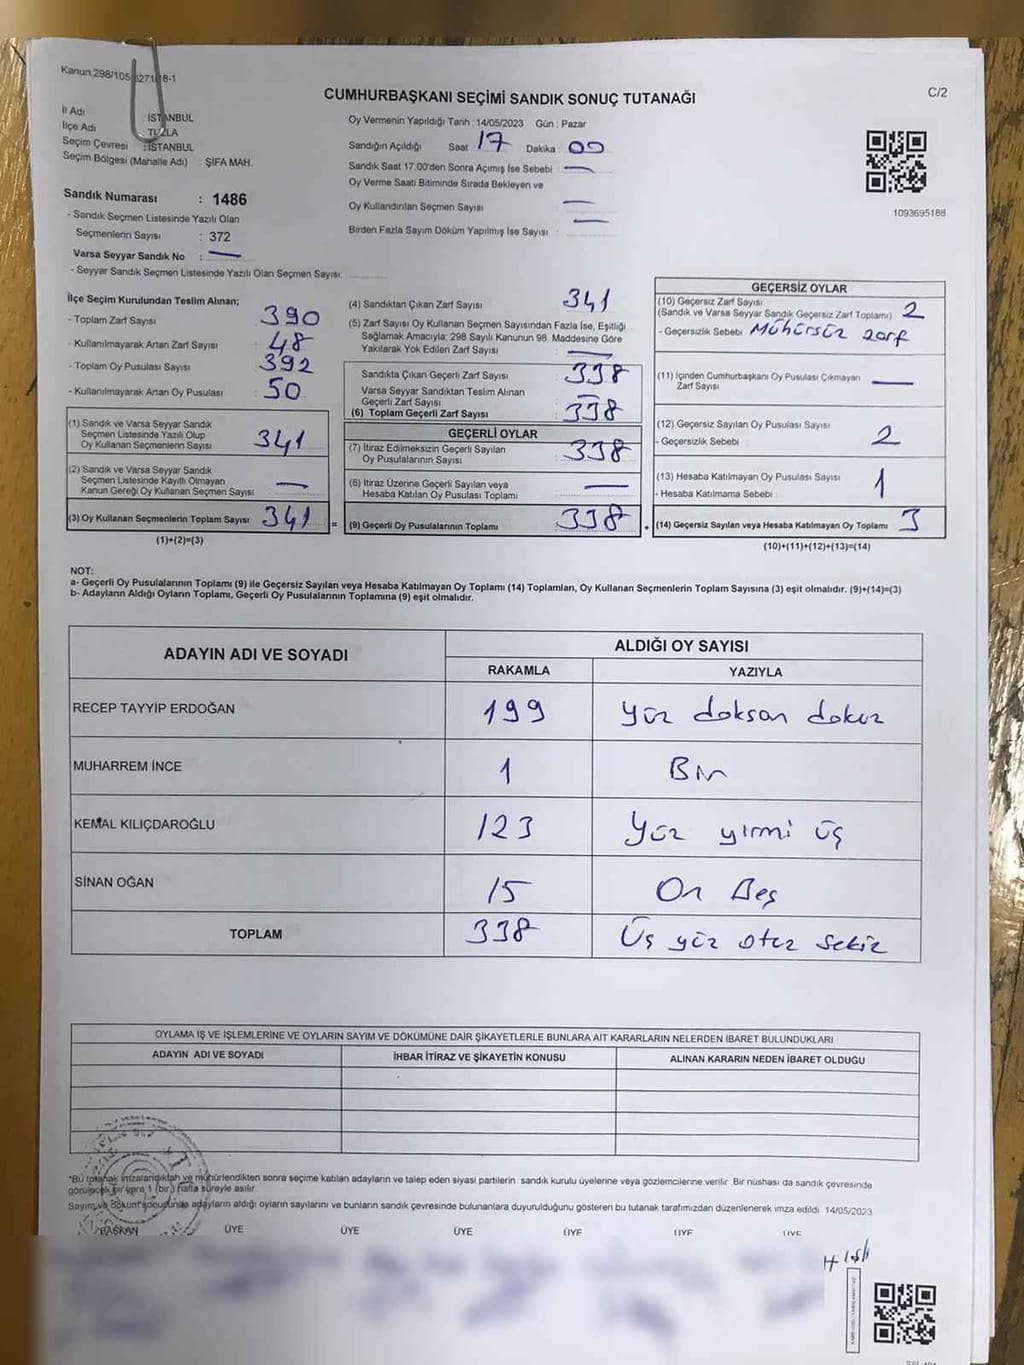 Kanun:298/105
CUMHURBAŞKANI SEÇİMİ SANDIK SONUÇ TUTANAĞI
C/2
İl Adı : İSTANBUL
İlçe Adı : TUZLA
Seçim Çevresi : İSTANBUL
Seçim Bölgesi (Mahalle Adı) ŞİFA MAH.
Oy Vermenin Yapıldığı Tarih : 14/05/2023 Gün : Pazar
Sandığın Açıldığı Saat : 17 Dakika : 00
Sandık Saat 17:00'den Sonra Açımış İse Sebebi —
Oy Verme Saati Bitiminde Sırada Bekleyen ve
Oy Kullandırılan Seçmen Sayısı —
Birden Fazla Sayım Döküm Yapılmış İse Sayısı : —
1093695188
Sandık Numarası : 1486
- Sandık Seçmen Listesinde Yazılı Olan
Seçmenlerin Sayısı : 372
Varsa Seyyar Sandık No : —
- Seyyar Sandık Seçmen Listesinde Yazılı Olan Seçmen Sayısı:
İlçe Seçim Kurulundan Teslim Alınan;
- Toplam Zarf Sayısı 390
- Kullanılmayarak Artan Zarf Sayısı 48
- Toplam Oy Pusulası Sayısı 392
- Kullanılmayarak Artan Oy Pusulası 50
(1) Sandık ve Varsa Seyyar Sandık
Seçmen Listesinde Yazılı Olup
Oy Kullanan Seçmenlerin Sayısı 341
(2) Sandık ve Varsa Seyyar Sandık
Seçmen Listesinde Kayıtlı Olmayan
Kanun Gereği Oy Kullanan Seçmen Sayısı —
(3) Oy Kullanan Seçmenlerin Toplam Sayısı 341 =
(1)+(2)=(3)
(4) Sandıktan Çıkan Zarf Sayısı 341
(5) Zarf Sayısı Oy Kullanan Seçmen Sayısından Fazla İse, Eşitliği
Sağlamak Amacıyla; 298 Sayılı Kanunun 98. Maddesine Göre
Yakılarak Yok Edilen Zarf Sayısı —
Sandıkta Çıkan Geçerli Zarf Sayısı 338
Varsa Seyyar Sandıktan Teslim Alınan
Geçerli Zarf Sayısı —
(6) Toplam Geçerli Zarf Sayısı 338
GEÇERLİ OYLAR
(7) İtiraz Edilmeksizin Geçerli Sayılan
Oy Pusulalarının Sayısı 338
(8) İtiraz Üzerine Geçerli Sayılan veya
Hesaba Katılan Oy Pusulası Toplamı —
(9) Geçerli Oy Pusulalarının Toplamı 338 +
GEÇERSİZ OYLAR
(10) Geçersiz Zarf Sayısı
(Sandık ve Varsa Seyyar Sandık Geçersiz Zarf Toplamı) 2
- Geçersizlik Sebebi Mühürsüz zarf
(11) İçinden Cumhurbaşkanı Oy Pusulası Çıkmayan
Zarf Sayısı —
(12) Geçersiz Sayılan Oy Pusulası Sayısı
- Geçersizlik Sebebi 2
(13) Hesaba Katılmayan Oy Pusulası Sayısı
- Hesaba Katılmama Sebebi 1
(14) Geçersiz Sayılan veya Hesaba Katılmayan Oy Toplamı 3
(10)+(11)+(12)+(13)=(14)
NOT:
a- Geçerli Oy Pusulalarının Toplamı (9) ile Geçersiz Sayılan veya Hesaba Katılmayan Oy Toplamı (14) Toplamları, Oy Kullanan Seçmenlerin Toplam Sayısına (3) eşit olmalıdır. (9)+(14)=(3)
b- Adayların Aldığı Oyların Toplamı, Geçerli Oy Pusulalarının Toplamına (9) eşit olmalıdır.
ADAYIN ADI VE SOYADI ALDIĞI OY SAYISI
RAKAMLA YAZIYLA
RECEP TAYYİP ERDOĞAN 199 Yüz doksan dokuz
MUHARREM İNCE 1 Bir
KEMAL KILIÇDAROĞLU 123 Yüz yirmi üç
SİNAN OĞAN 15 On Beş
TOPLAM 338 Üç yüz otuz sekiz
OYLAMA İŞ VE İŞLEMLERİNE VE OYLARIN SAYIM VE DÖKÜMÜNE DAİR ŞİKAYETLERLE BUNLARA AİT KARARLARIN NELERDEN İBARET BULUNDUKLARI
ADAYIN ADI VE SOYADI İHBAR İTİRAZ VE ŞİKAYETİN KONUSU ALINAN KARARIN NEDEN İBARET OLDUĞU
*Bu tutanak imzalandıktan ve mühürlendikten sonra seçime katılan adayların ve talep eden siyasi partilerin sandık kurulu üyelerine veya gözlemcilerine verilir. Bir nüshası da sandık çevresinde
görülecek bir yere 1 (bir) hafta süreyle asılır.
Sayım ve döküm sonucunda adayların aldığı oyların sayılarını ve bunların sandık çevresinde bulunanlara duyurulduğunu gösteren bu tutanak tarafımızdan düzenlenerek imza edildi. 14/05/2023
BAŞKAN ÜYE ÜYE ÜYE ÜYE ÜYE ÜYE